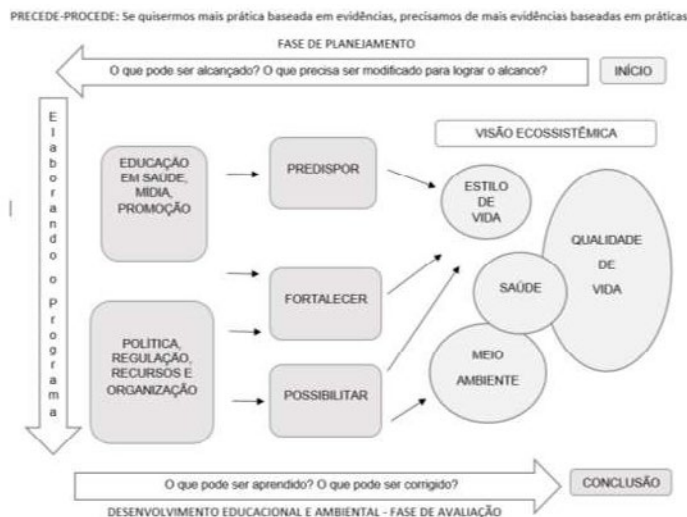 PRECEDE-PROCEDE: Se quisermos mais prática baseada em evidências, precisamos de mais evidências baseadas em práticas
FASE DE PLANEJAMENTO
O que pode ser alcançado? O que precisa ser modificado para lograr o alcance?
INÍCIO
Elaborando o Programa
VISÃO ECOSSISTÊMICA
EDUCAÇÃO
EM SAÚDE,
MÍDIA,
PROMOÇÃO
PREDISPOR
ESTILO
DE
VIDA
QUALIDADE
DE
VIDA
SAÚDE
FORTALECER
POLÍTICA,
REGULAÇÃO,
RECURSOS E
ORGANIZAÇÃO
POSSIBILITAR
MEIO
AMBIENTE
O que pode ser aprendido? O que pode ser corrigido?
CONCLUSÃO
DESENVOLVIMENTO EDUCACIONAL E AMBIENTAL - FASE DE AVALIAÇÃO